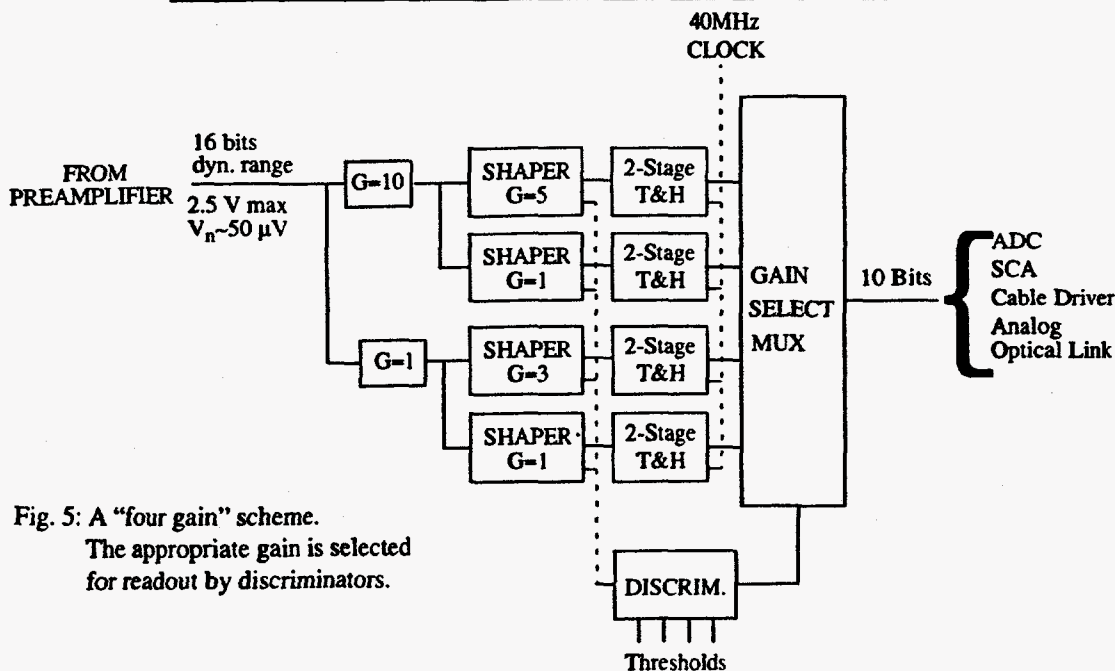 40MHz
CLOCK
FROM
PREAMPLIFIER
16 bits
dyn. range
2.5 V max
Vn~50 µV
G=10
SHAPER
G=5
2-Stage
T&H
SHAPER
G=1
2-Stage
T&H
G=1
SHAPER
G=3
2-Stage
T&H
SHAPER
G=1
2-Stage
T&H
GAIN
SELECT
MUX
10 Bits
ADC
SCA
Cable Driver
Analog
Optical Link
DISCRIM.
Thresholds
Fig. 5: A “four gain” scheme.
The appropriate gain is selected
for readout by discriminators.